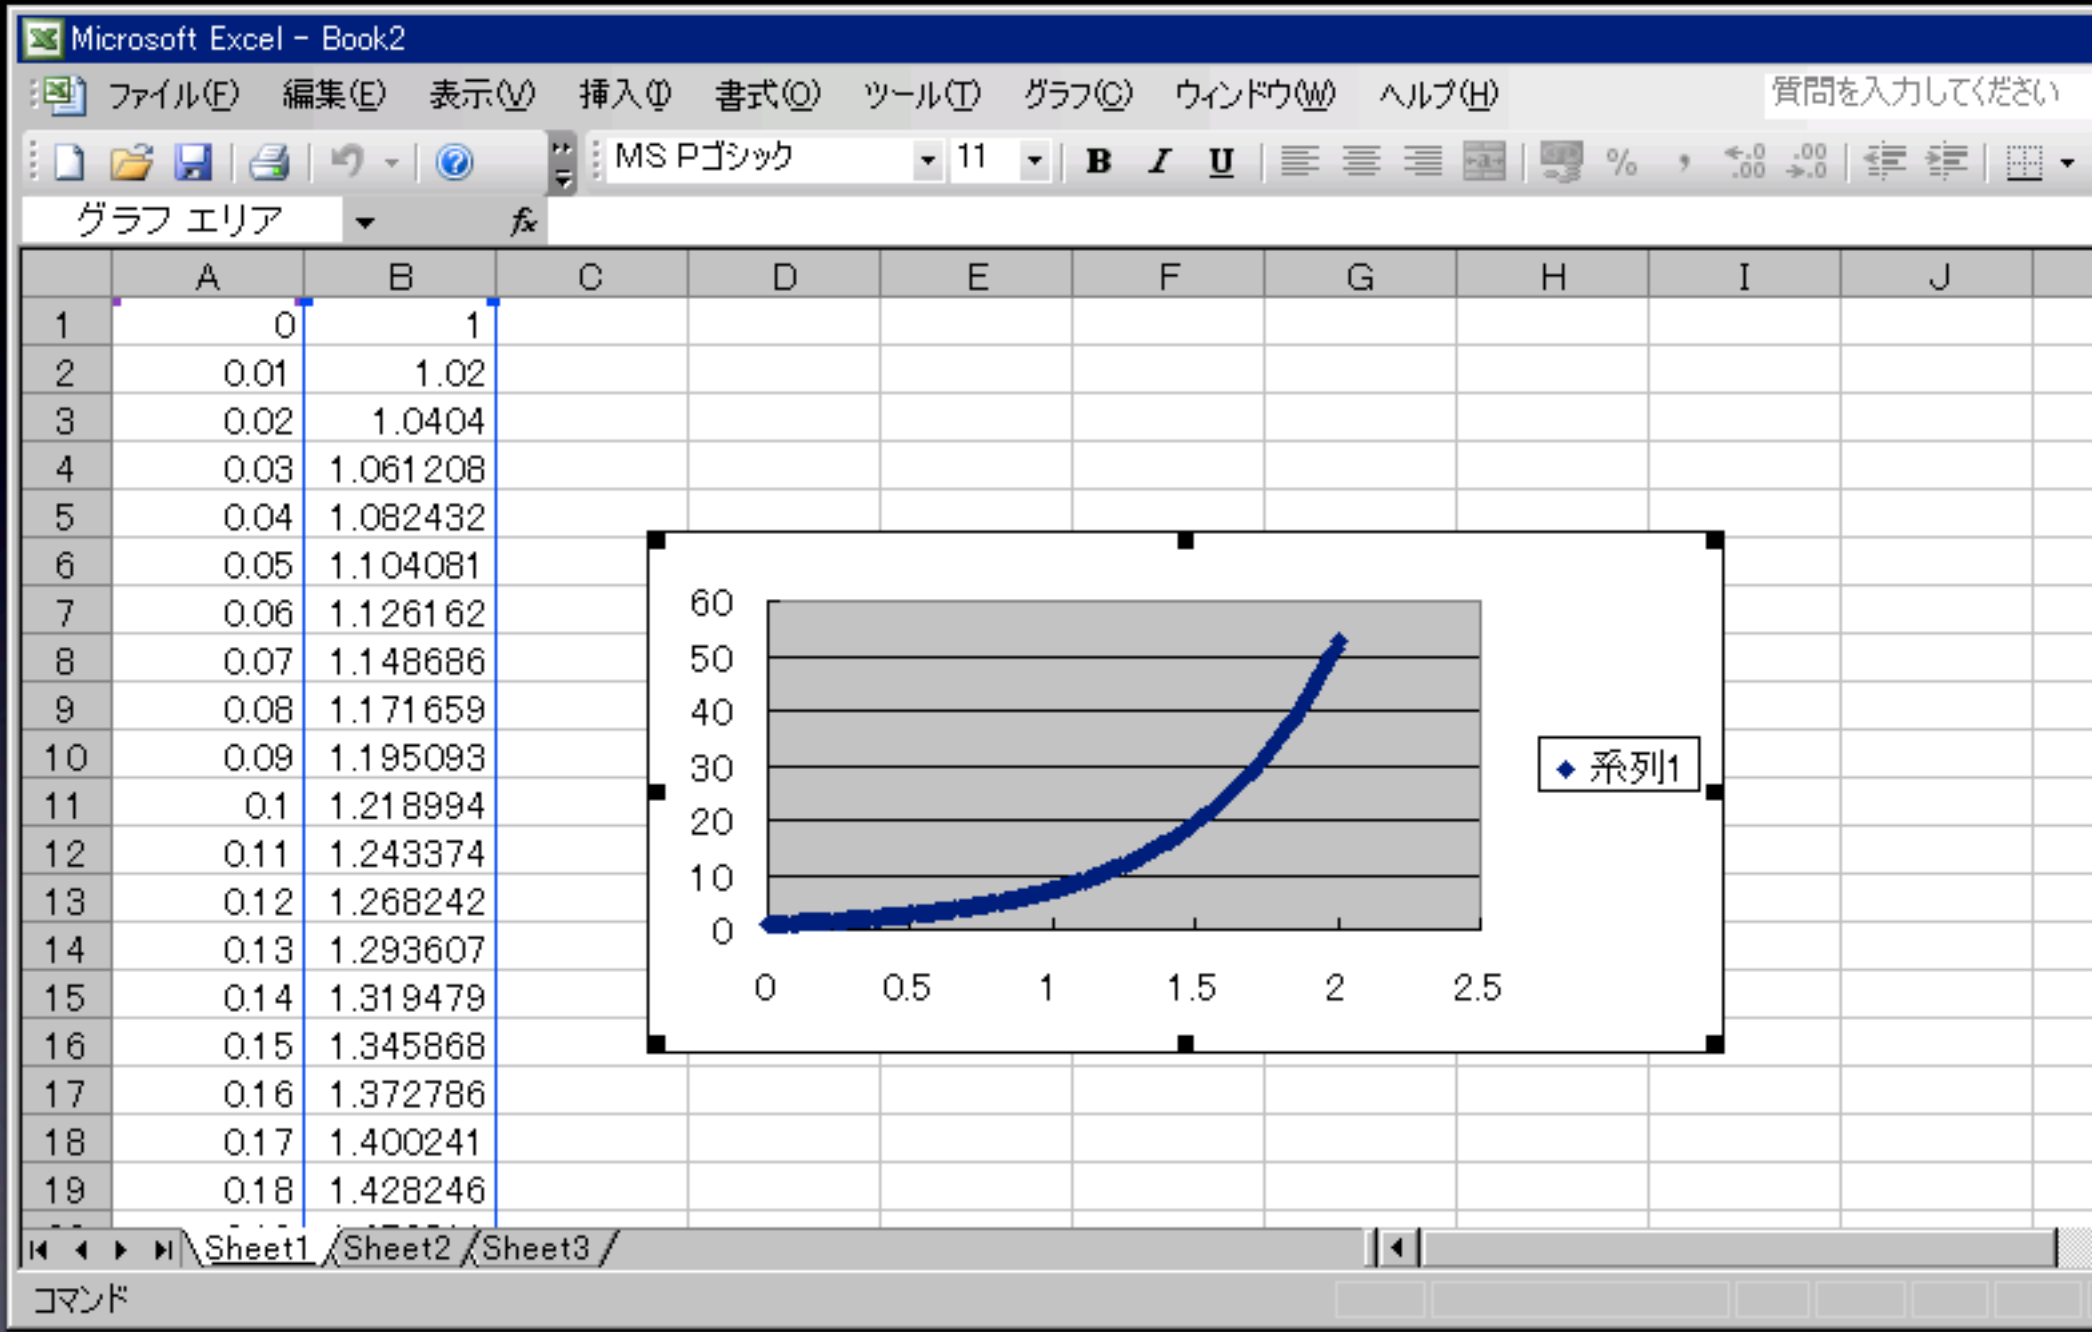 Microsoft Excel - Book2
ファイル(F) 編集(E) 表示(V) 挿入(I) 書式(O) ツール(T) グラフ(C) ウィンドウ(W) ヘルプ(H) 質問を入力してください
MS Pゴシック 11 B I U % ,
グラフ エリア fx
A B C D E F G H I J
1 0 1
2 0.01 1.02
3 0.02 1.0404
4 0.03 1.061208
5 0.04 1.082432
6 0.05 1.104081
7 0.06 1.126162
8 0.07 1.148686
9 0.08 1.171659
10 0.09 1.195093
11 0.1 1.218994
12 0.11 1.243374
13 0.12 1.268242
14 0.13 1.293607
15 0.14 1.319479
16 0.15 1.345868
17 0.16 1.372786
18 0.17 1.400241
19 0.18 1.428246
60
50
40
30
20
10
0
0 0.5 1 1.5 2 2.5
系列1
Sheet1 Sheet2 Sheet3
コマンド